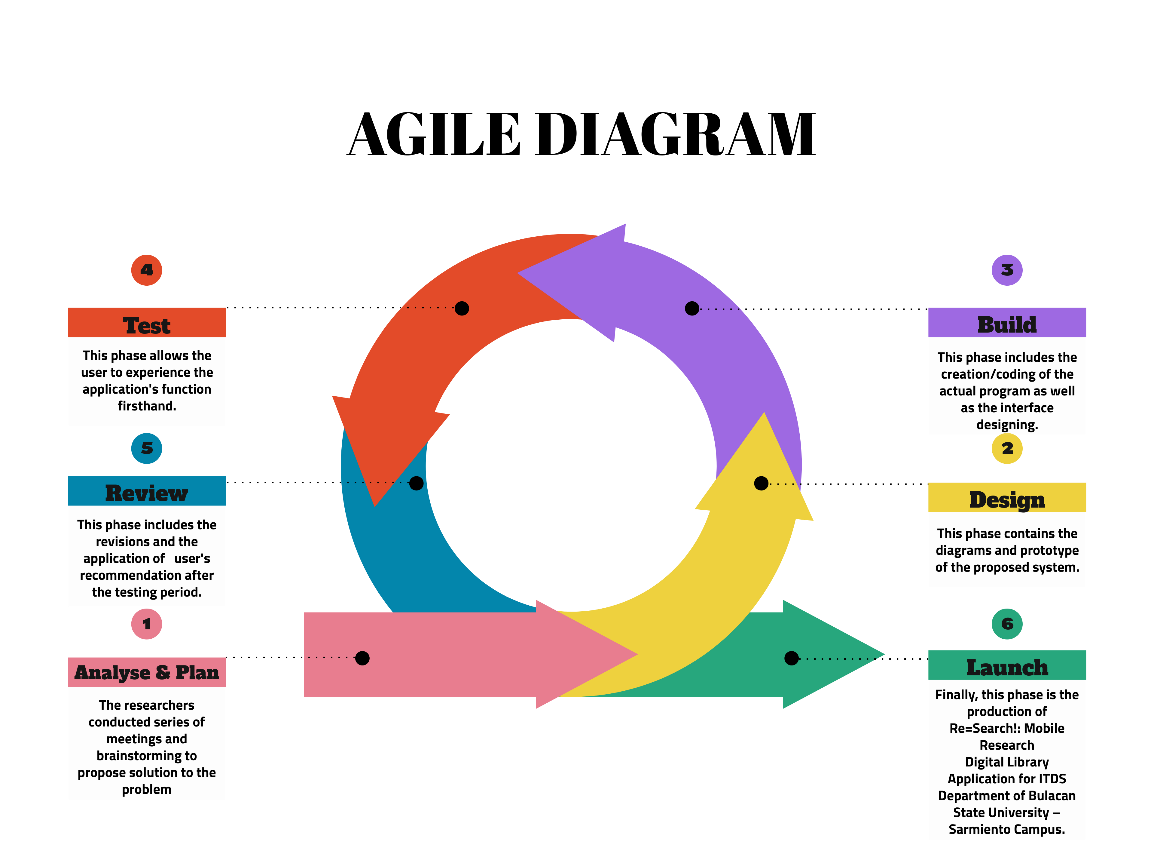 AGILE DIAGRAM
4
Test
This phase allows the
user to experience the
application's function
firsthand.
5
Review
This phase includes the
revisions and the
application of user's
recommendation after
the testing period.
1
Analyse & Plan
The researchers
conducted series of
meetings and
brainstorming to
propose solution to the
problem
3
Build
This phase includes the
creation/coding of the
actual program as well
as the interface
designing.
2
Design
This phase contains the
diagrams and prototype
of the proposed system.
6
Launch
Finally, this phase is the
production of
Re=Search!: Mobile
Research
Digital Library
Application for ITDS
Department of Bulacan
State University –
Sarmiento Campus.